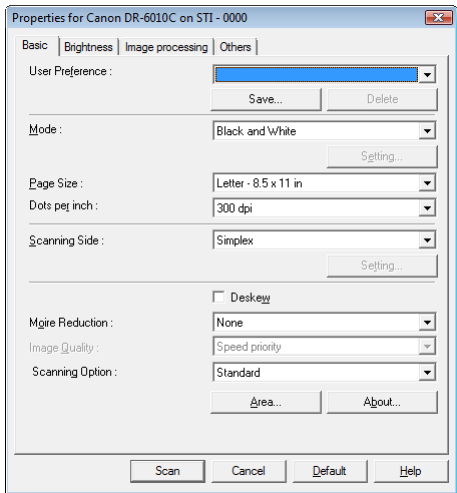 Properties for Canon DR-6010C on STI - 0000
Basic Brightness Image processing Others
User Preference :
Save... Delete
Mode : Black and White
Setting...
Page Size : Letter - 8.5 x 11 in
Dots per inch : 300 dpi
Scanning Side : Simplex
Setting...
Deskew
Moire Reduction : None
Image Quality : Speed priority
Scanning Option : Standard
Area... About...
Scan Cancel Default Help